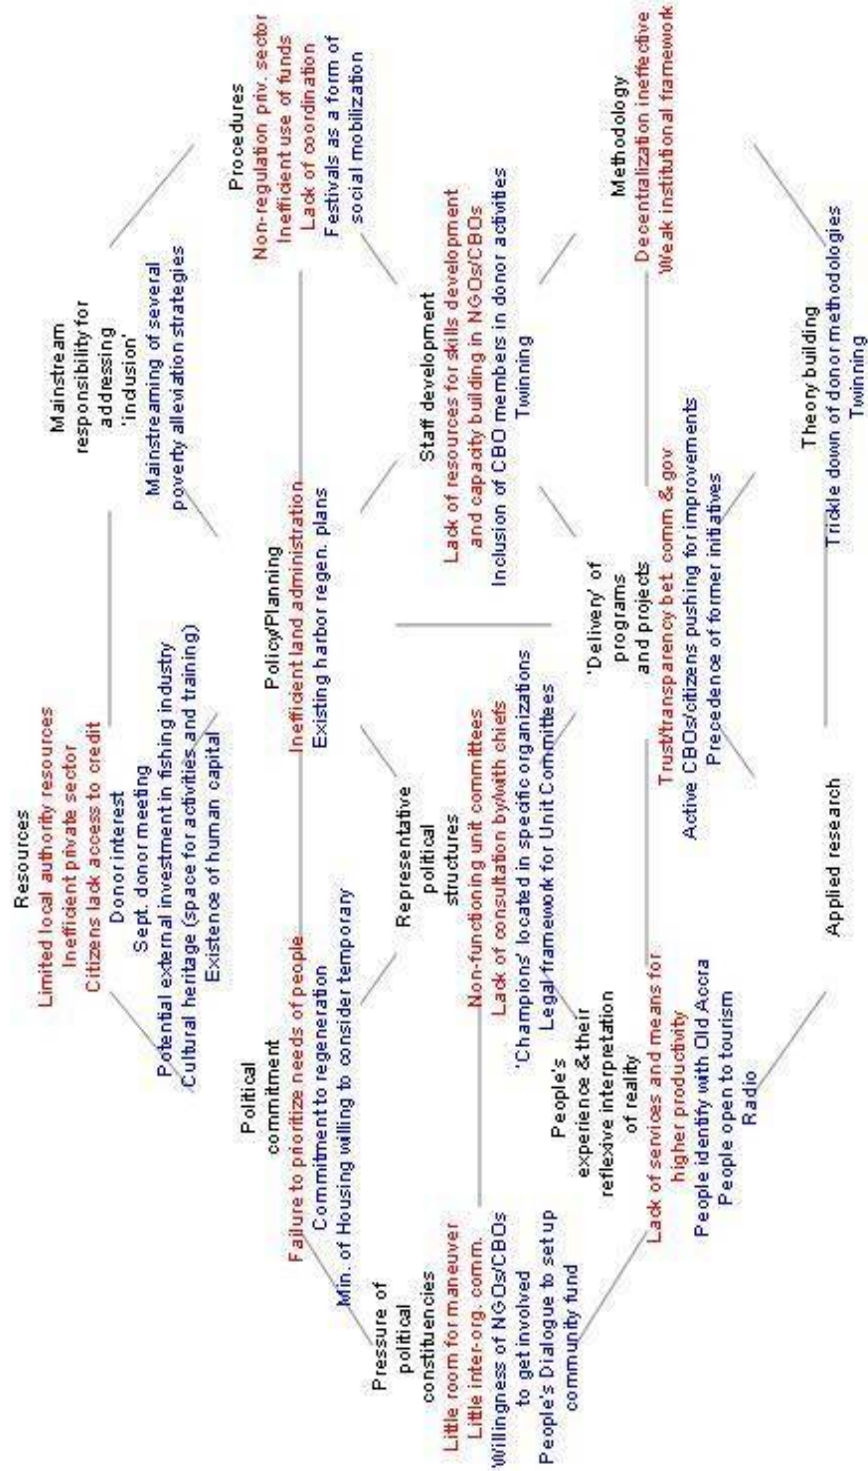 Resources
Limited local authority resources
Inefficient private sector
Citizens lack access to credit
Donor interest
Sept. donor meeting
Potential external investment in fishing industry
Cultural heritage (space for activities and training)
Existence of human capital
Mainstream
responsibility for
addressing
'inclusion'
Mainstreaming of several
poverty alleviation strategies
Political
commitment
Failure to prioritize needs of people
Commitment to regeneration
Min. of Housing willing to consider temporary
Policy/Planning
Inefficient land administration
Existing harbor regen. plans
Procedures
Non-regulation priv. sector
Inefficient use of funds
Lack of coordination
Festivals as a form of
social mobilization
Pressure of
political
constituencies
Little room for maneuver
Little inter-org. comm.
Willingness of NGOs/CBOs
to get involved
People's Dialogue to set up
community fund
Representative
political
structures
Non-functioning unit committees
Lack of consultation by/with chiefs
'Champions' located in specific organizations
Legal framework for Unit Committees
Staff development
Lack of resources for skills development
and capacity building in NGOs/CBOs
Inclusion of CBO members in donor activities
Twinning
People's
experience & their
reflexive interpretation
of reality
Lack of services and means for
higher productivity
People identify with Old Accra
People open to tourism
Radio
'Delivery' of
programs
and projects
Trust/transparency bet. comm & gov
Active CBOs/citizens pushing for improvements
Precedence of former initiatives
Methodology
Decentralization ineffective
Weak institutional framework
Applied research
Theory building
Trickle down of donor methodologies
Twinning